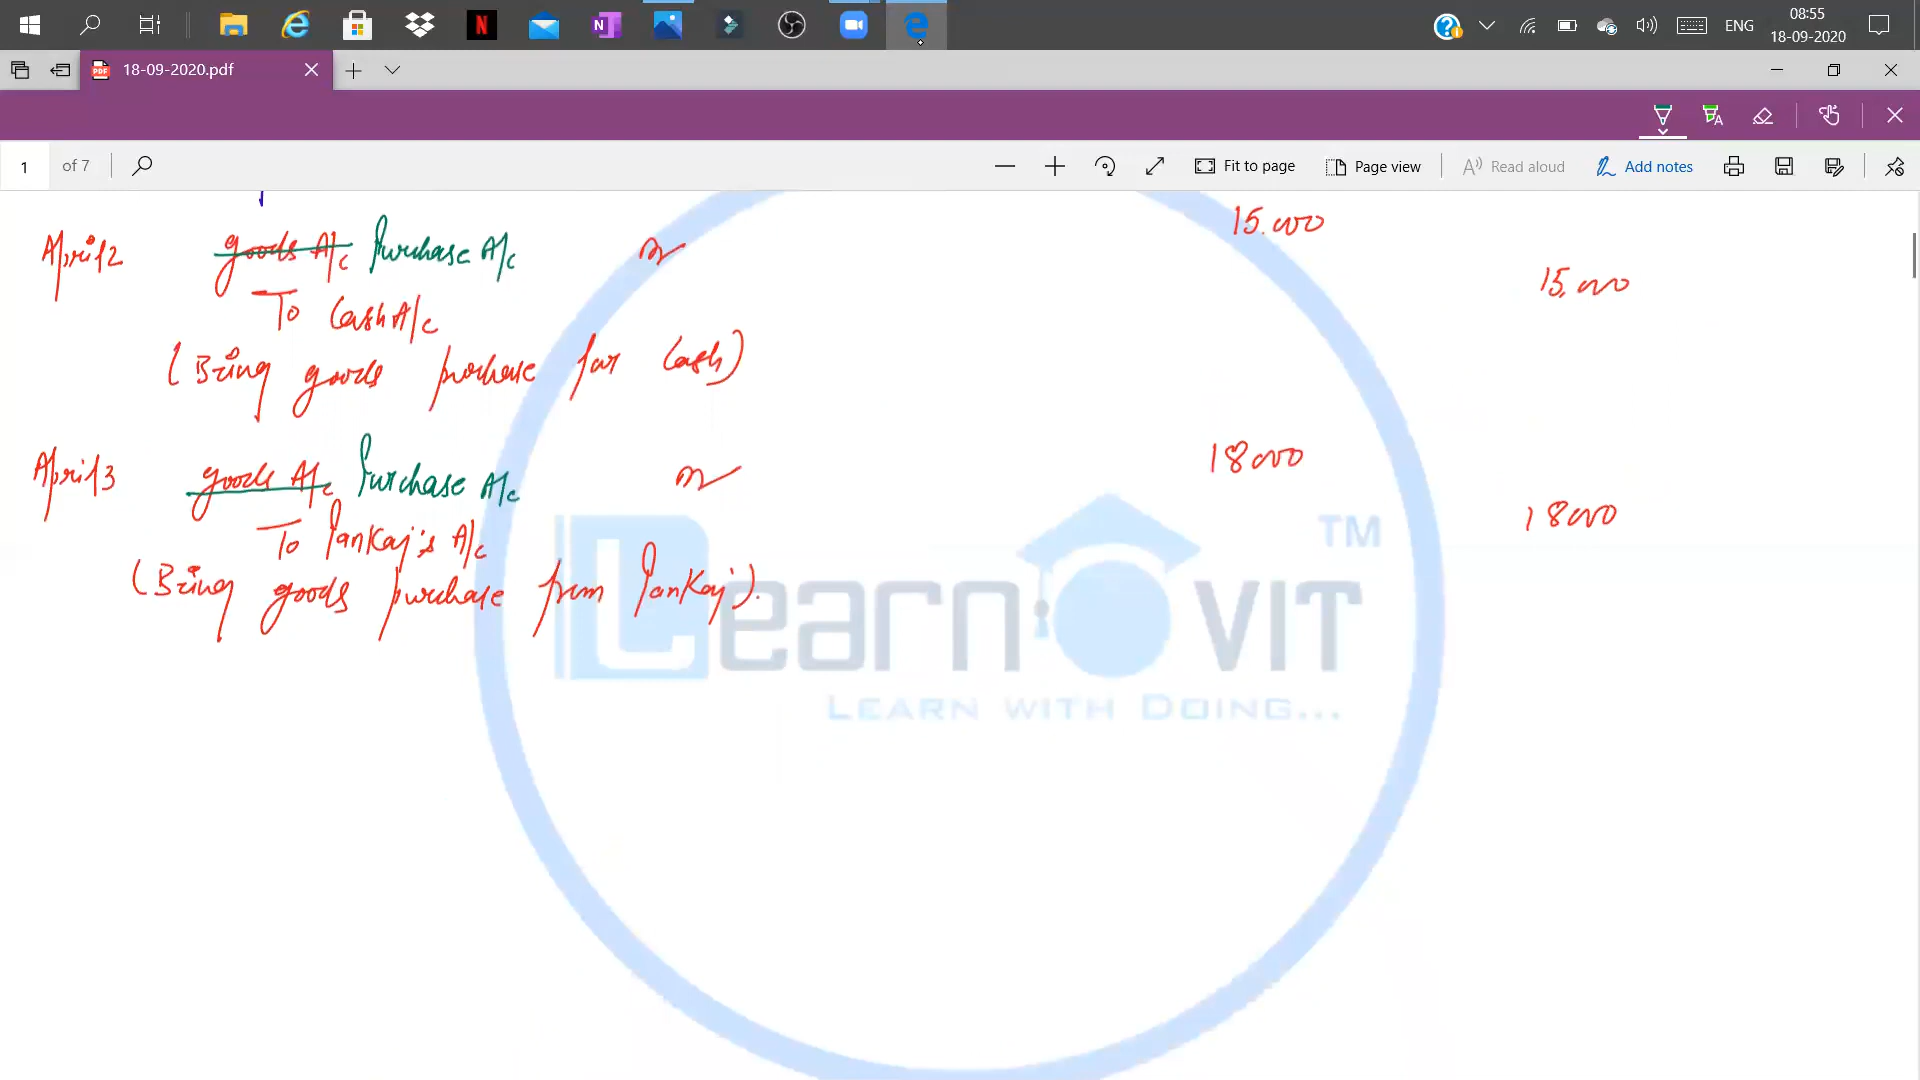 08:55
ENG
18-09-2020
18-09-2020.pdf
1 of 7
Fit to page
Page view
Read aloud
Add notes
April 2 goods A/c Purchase A/c Dr 15,000
To Cash A/c 15,000
(Being goods purchase for Cash)
April 3 goods A/c Purchase A/c Dr 18000
To Pankaj's A/c 18000
(Being goods purchase from Pankaj).
LearnOVIT TM
LEARN WITH DOING...